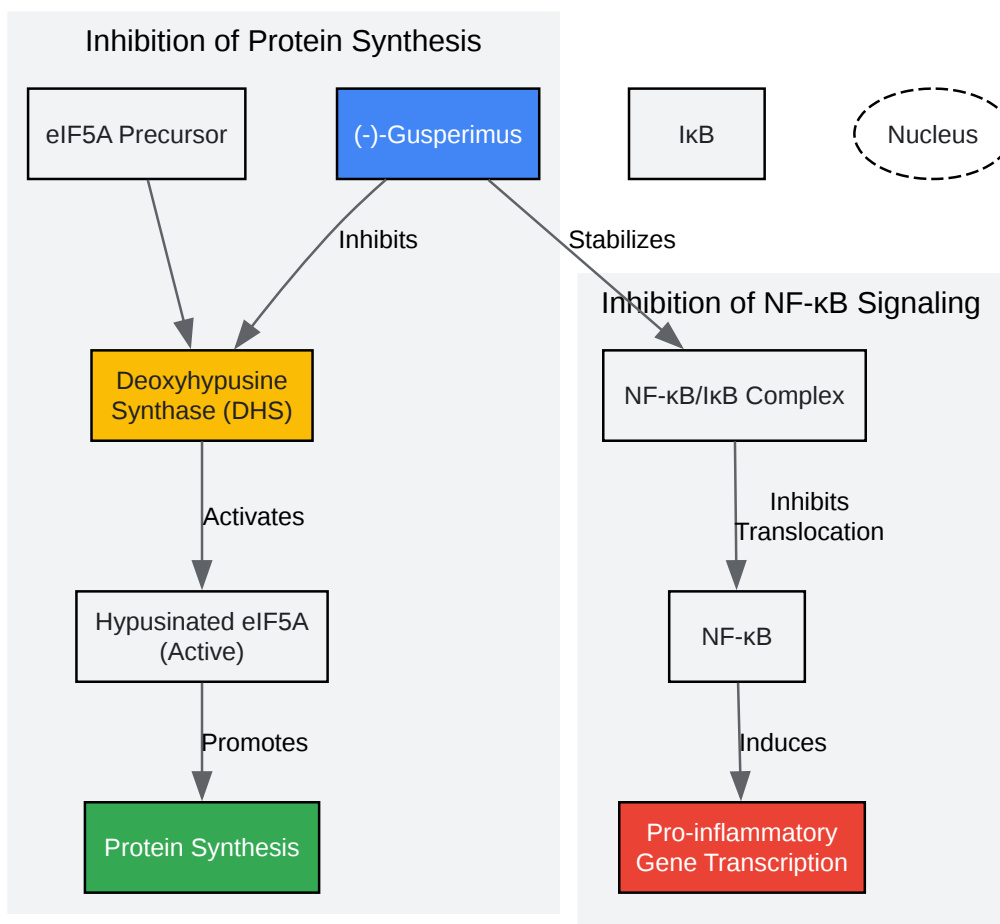 Inhibition of Protein Synthesis
eIF5A Precursor
(-)-Gusperimus
IκB
Nucleus
Inhibits
Stabilizes
Inhibition of NF-κB Signaling
Deoxyhypusine
Synthase (DHS)
NF-κB/IκB Complex
Activates
Inhibits
Translocation
Hypusinated eIF5A
(Active)
NF-κB
Promotes
Induces
Protein Synthesis
Pro-inflammatory
Gene Transcription